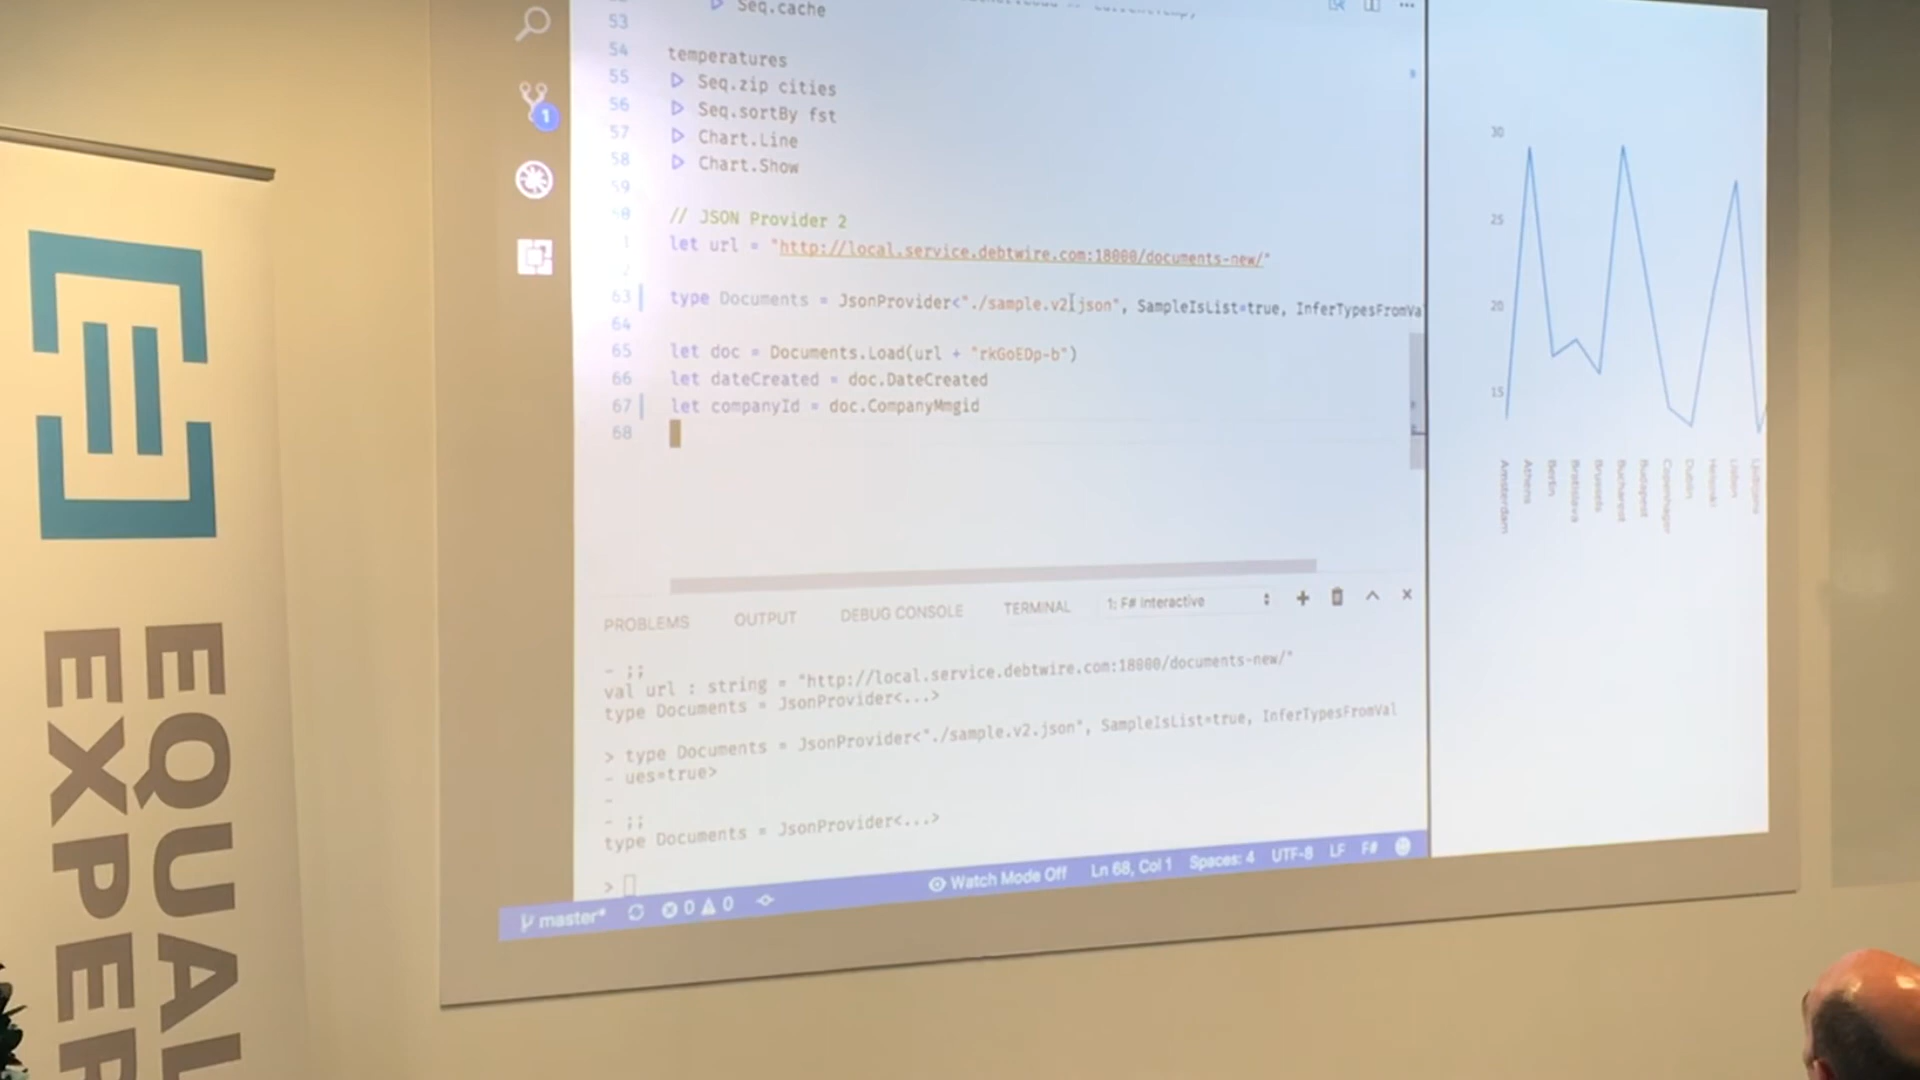 53 Seq.cache
54 temperatures
55 Seq.zip cities
56 Seq.sortBy fst
57 Chart.Line
58 Chart.Show
59
// JSON Provider 2
let url = "http://local.service.debtwire.com:18000/documents-new/"
63 type Documents = JsonProvider<"./sample.v2.json", SampleIsList=true, InferTypesFromVa
64
65 let doc = Documents.Load(url + "rkGoEDp-b")
66 let dateCreated = doc.DateCreated
67 let companyId = doc.CompanyMmgid
68
PROBLEMS OUTPUT DEBUG CONSOLE TERMINAL 1: F# Interactive
- ;;
val url : string = "http://local.service.debtwire.com:18000/documents-new/"
type Documents = JsonProvider<...>
> type Documents = JsonProvider<"./sample.v2.json", SampleIsList=true, InferTypesFromVal
- ues=true>
-
- ;;
type Documents = JsonProvider<...>
>
master* 0 0 Watch Mode Off Ln 68, Col 1 Spaces: 4 UTF-8 LF F#
1
30
25
20
15
Amsterdam
Athens
Berlin
Bratislava
Brussels
Bucharest
Budapest
Copenhagen
Dublin
Helsinki
Lisbon
Ljubljana
EQUAL
EXPER